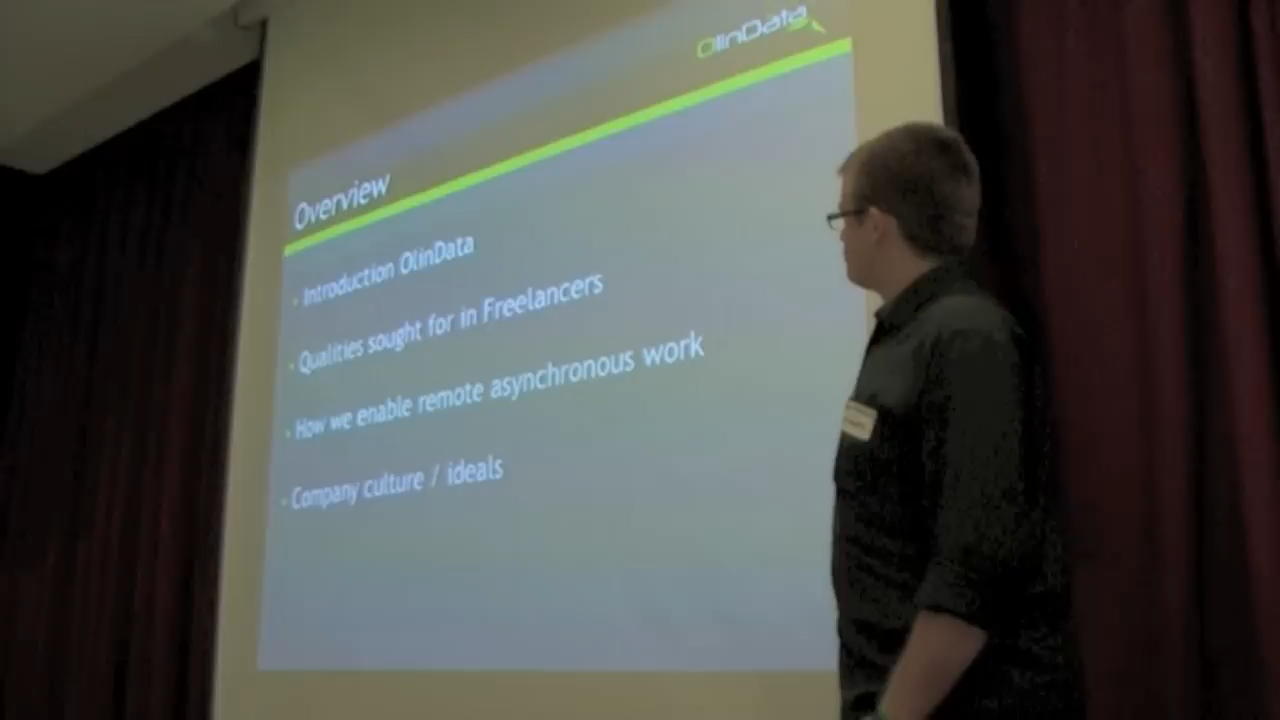 OlinData
Overview
Introduction OlinData
Qualities sought for in Freelancers
How we enable remote asynchronous work
Company culture / ideals